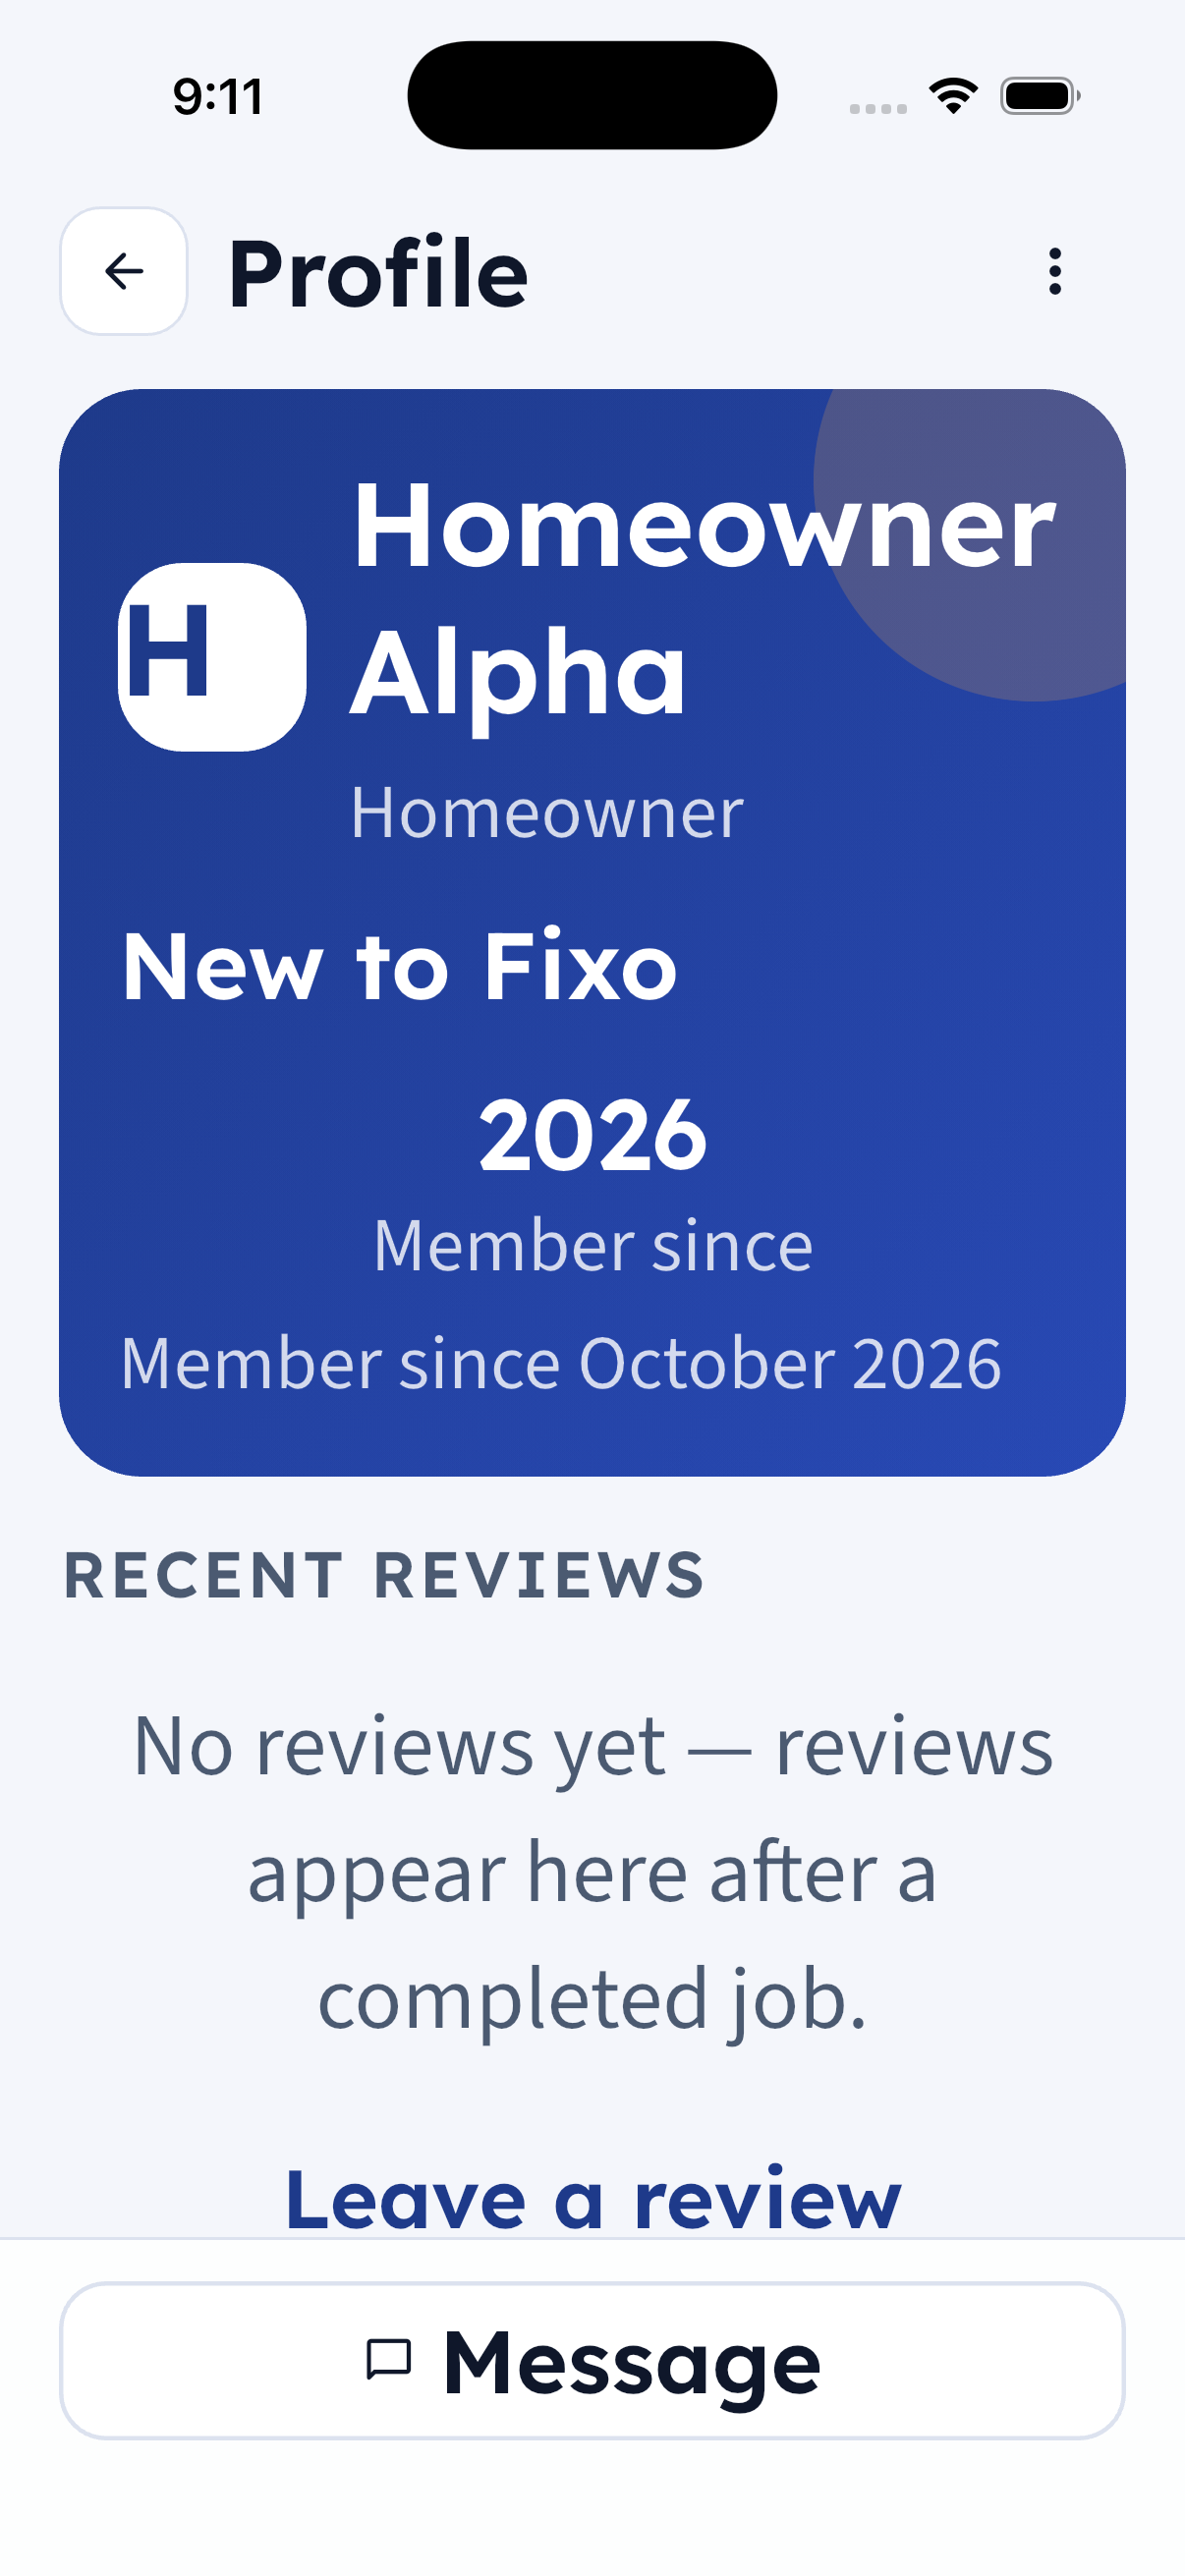 9:11
Profile
H
Homeowner
Alpha
Homeowner
New to Fixo
2026
Member since
Member since October 2026
RECENT REVIEWS
No reviews yet — reviews
appear here after a
completed job.
Leave a review
Message